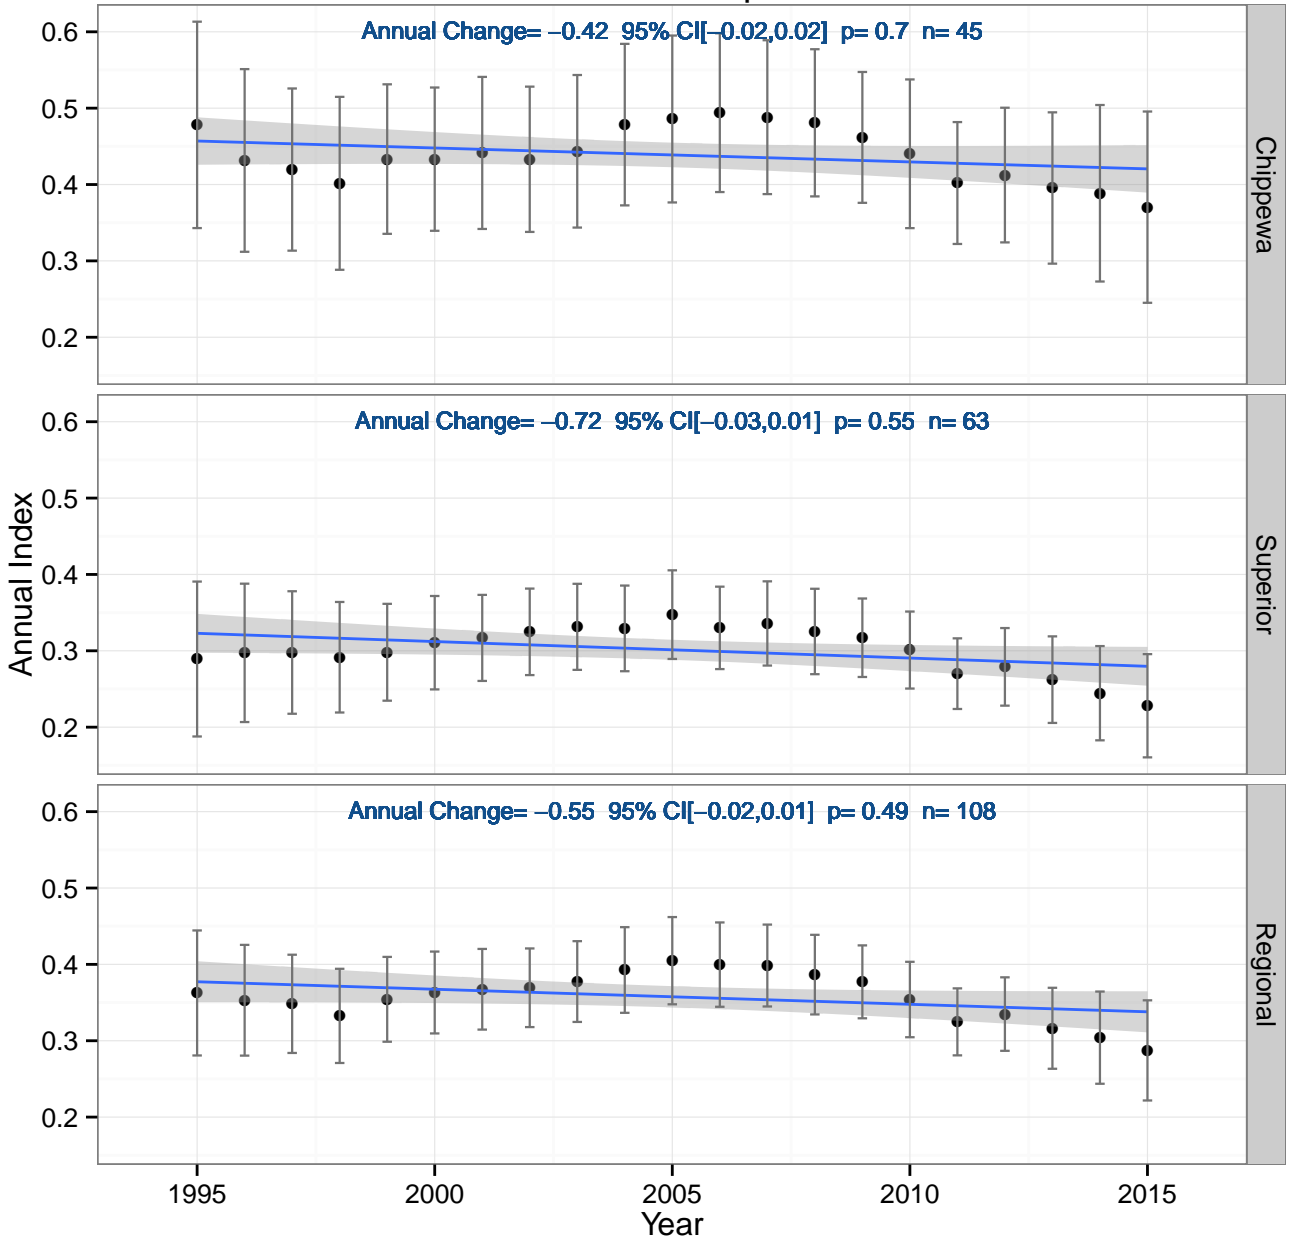 Annual Change= −0.42 95% CI[−0.02,0.02] p= 0.7 n= 45
0.6
0.5
0.4
0.3
0.2
Chippewa
Annual Change= −0.72 95% CI[−0.03,0.01] p= 0.55 n= 63
0.6
0.5
0.4
0.3
0.2
Superior
Annual Index
Annual Change= −0.55 95% CI[−0.02,0.01] p= 0.49 n= 108
0.6
0.5
0.4
0.3
0.2
Regional
1995 2000 2005 2010 2015
Year